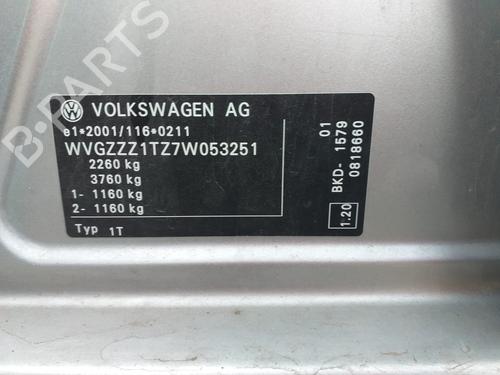 B-PARTS
VOLKSWAGEN AG
e1*2001/116*0211
WVGZZZ1TZ7W053251
2260 kg
3760 kg
1- 1160 kg
2- 1160 kg
Typ 1T
01
BKD- 1579
0818660
1.20